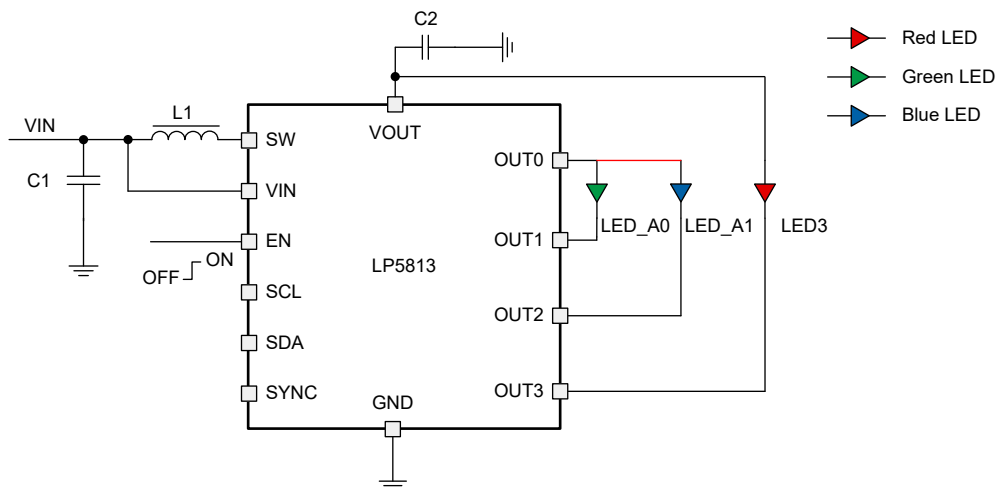 C2
Red LED
Green LED
Blue LED
VIN
L1
C1
SW
VOUT
VIN
EN
OFF
ON
SCL
SDA
SYNC
LP5813
GND
OUT0
OUT1
OUT2
OUT3
LED_A0
LED_A1
LED3